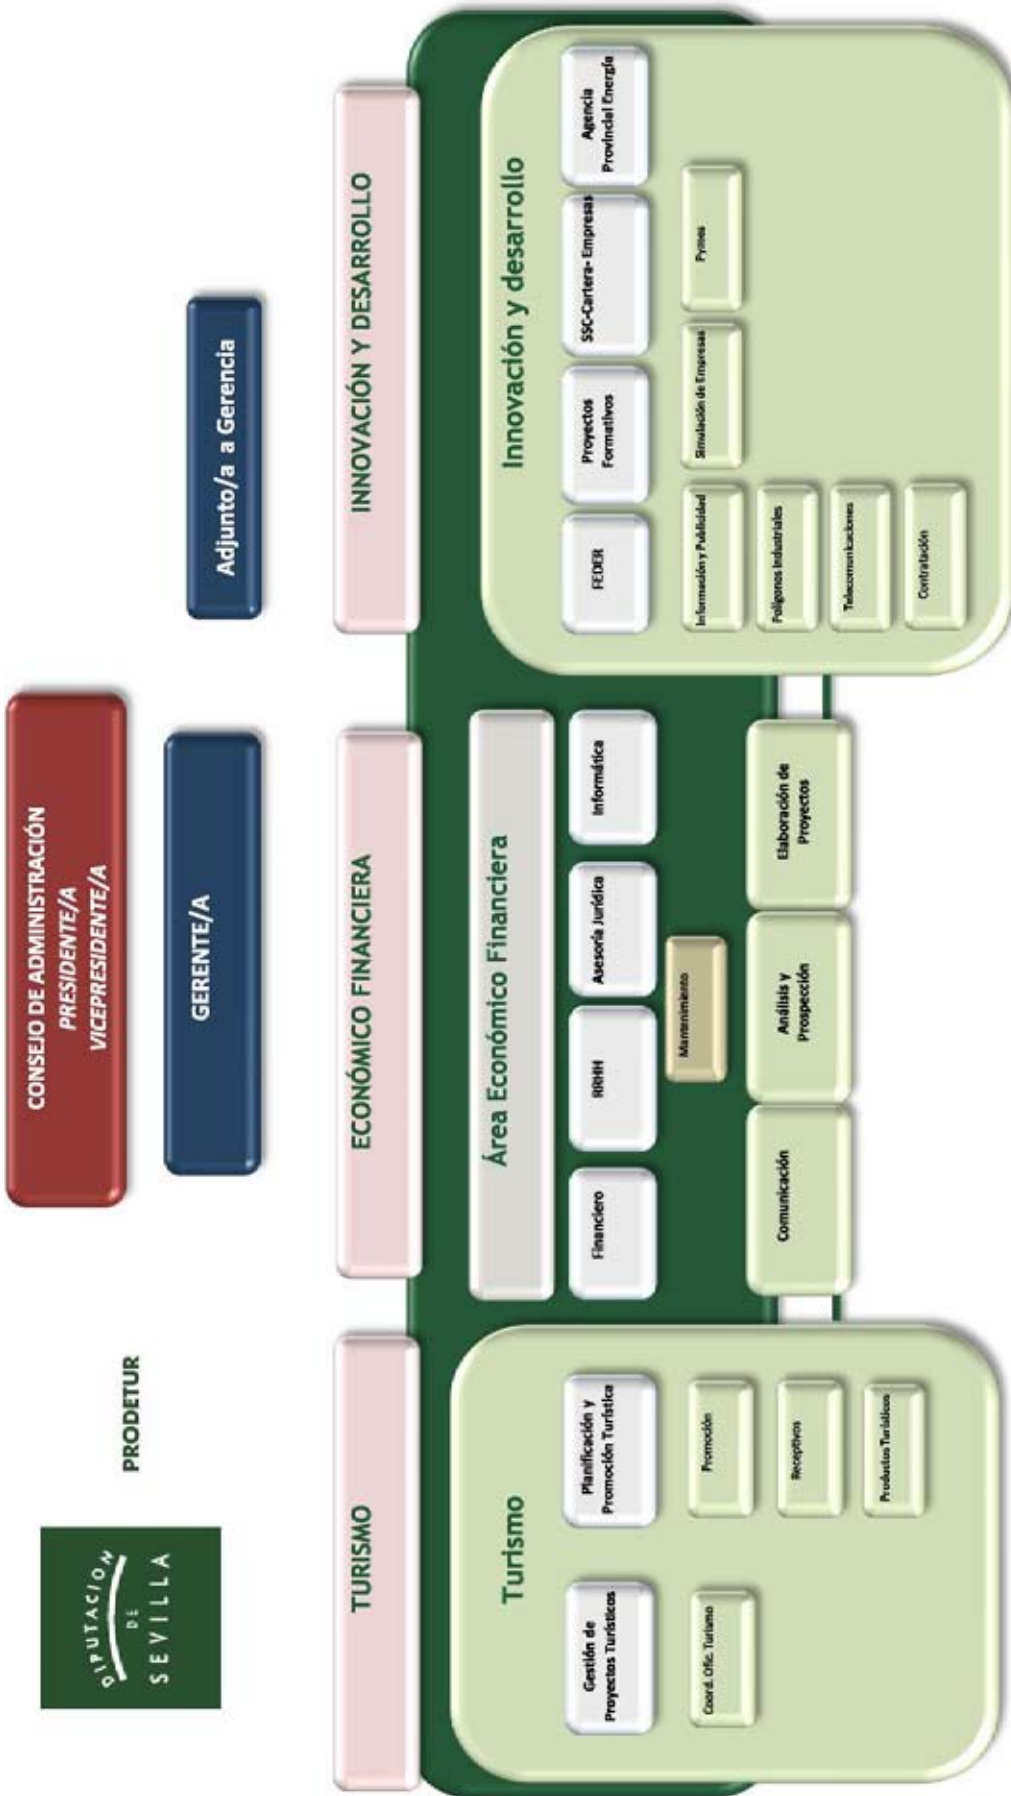 DIPUTACION
DE
SEVILLA
PRODETUR
CONSEJO DE ADMINISTRACIÓN
PRESIDENTE/A
VICEPRESIDENTE/A
GERENTE/A
Adjunto/a a Gerencia
TURISMO
ECONÓMICO FINANCIERA
INNOVACIÓN Y DESARROLLO
Turismo
Gestión de
Proyectos Turísticos
Planificación y
Promoción Turística
Coord. Ofic. Turismo
Promoción
Receptivos
Productos Turísticos
Área Económico Financiera
Financiero
RRHH
Asesoría Jurídica
Informática
Mantenimiento
Comunicación
Análisis y
Prospección
Elaboración de
Proyectos
Innovación y desarrollo
FEDER
Proyectos
Formativos
SSC-Cartera- Empresas
Agencia
Provincial Energía
Información y Publicidad
Simulación de Empresas
Pymes
Polígonos Industriales
Telecomunicaciones
Contratación